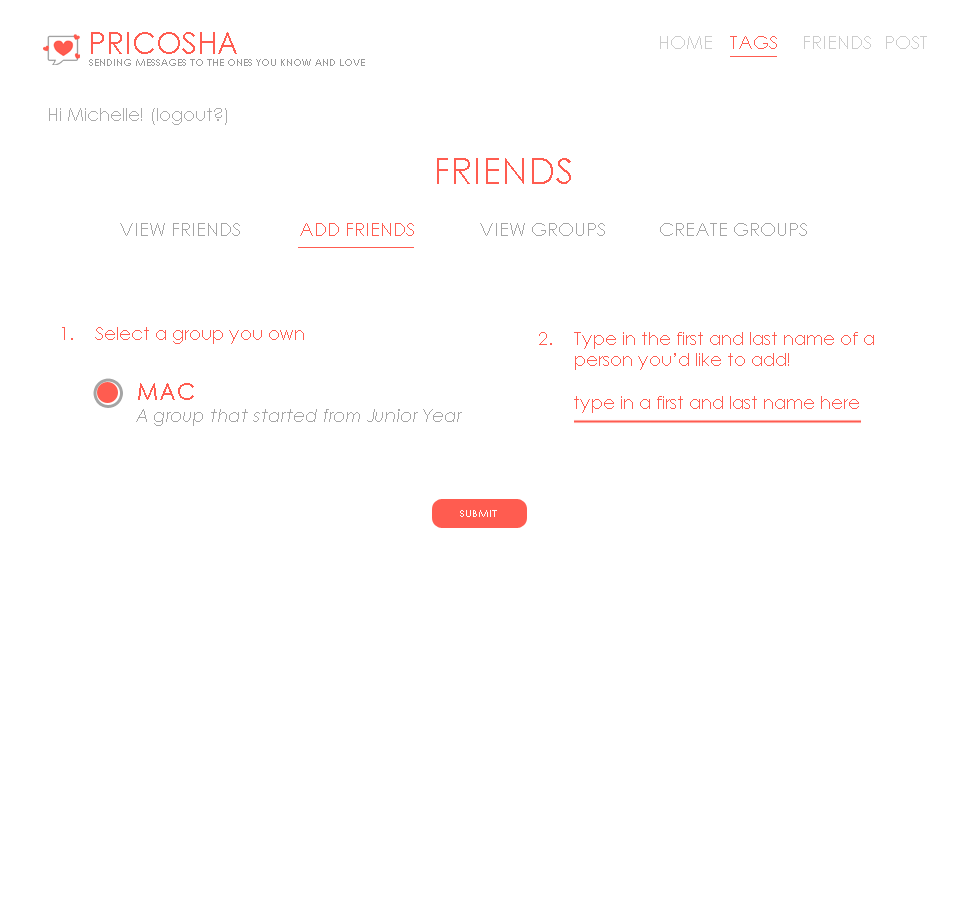 PRICOSHA
SENDING MESSAGES TO THE ONES YOU KNOW AND LOVE
HOME TAGS FRIENDS POST
Hi Michelle! (logout?)
FRIENDS
VIEW FRIENDS ADD FRIENDS VIEW GROUPS CREATE GROUPS
1. Select a group you own
MAC
A group that started from Junior Year
2. Type in the first and last name of a
person you’d like to add!
type in a first and last name here
SUBMIT